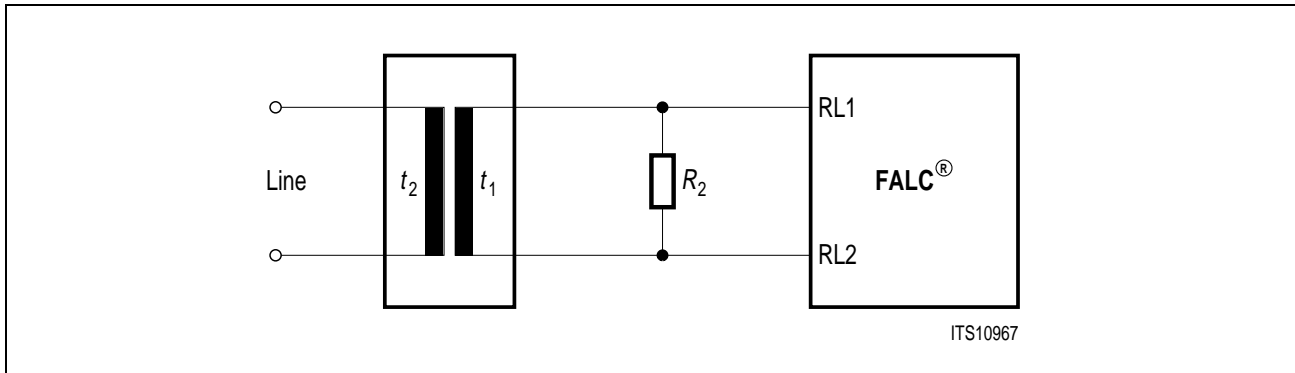 RL1
Line
t2
t1
R2
FALC®
RL2
ITS10967